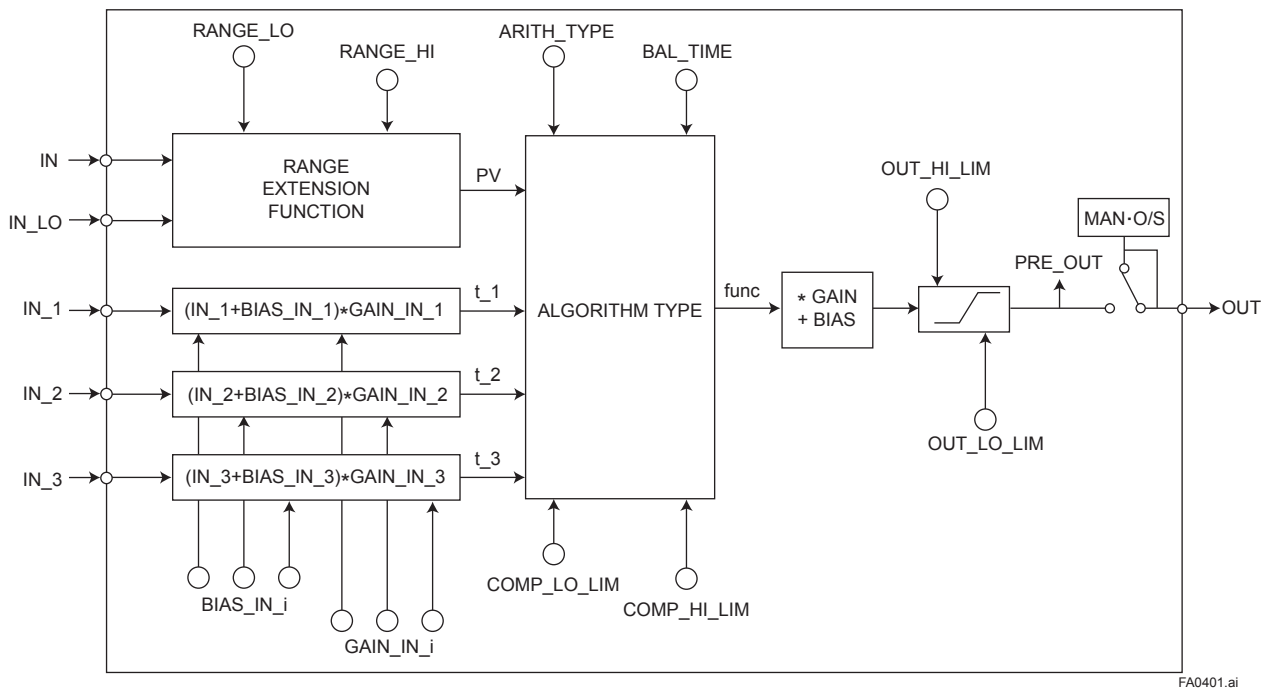 RANGE_LO
RANGE_HI
ARITH_TYPE
BAL_TIME
IN
IN_LO
RANGE
EXTENSION
FUNCTION
PV
OUT_HI_LIM
MAN·O/S
PRE_OUT
IN_1
(IN_1+BIAS_IN_1)*GAIN_IN_1
t_1
ALGORITHM TYPE
func
* GAIN
+ BIAS
OUT
IN_2
(IN_2+BIAS_IN_2)*GAIN_IN_2
t_2
OUT_LO_LIM
IN_3
(IN_3+BIAS_IN_3)*GAIN_IN_3
t_3
BIAS_IN_i
GAIN_IN_i
COMP_LO_LIM
COMP_HI_LIM
FA0401.ai